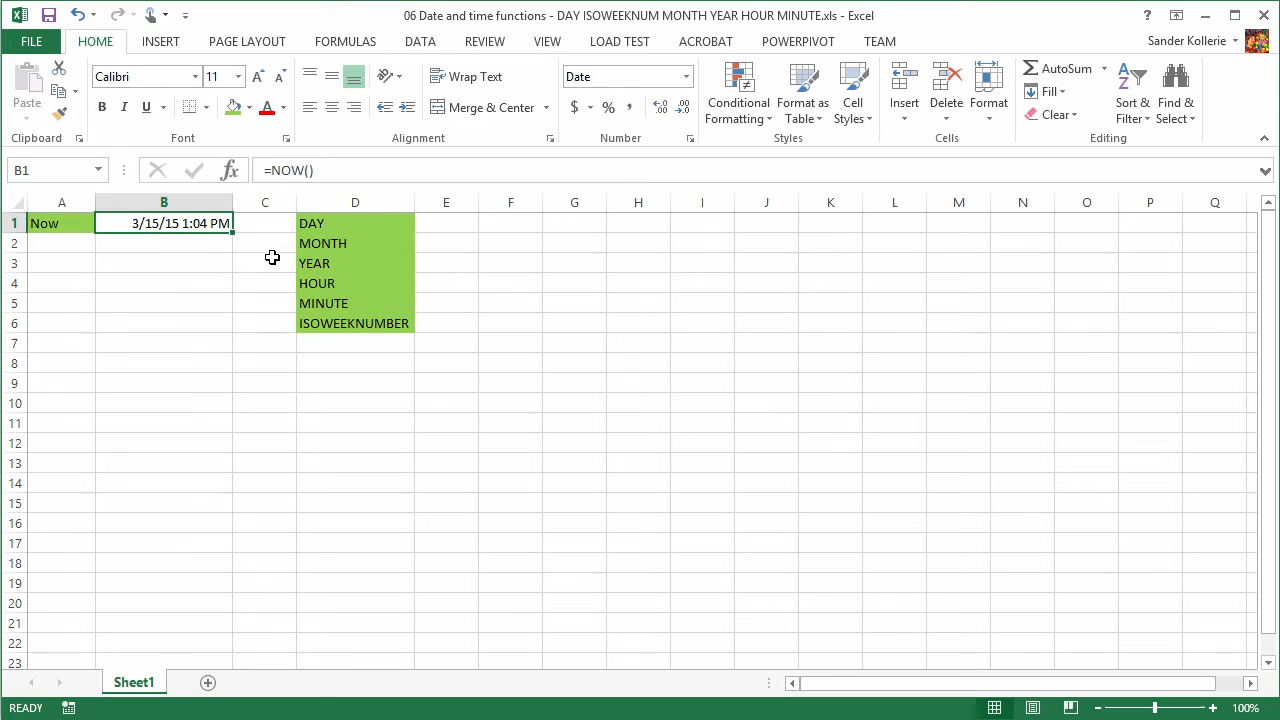 06 Date and time functions - DAY ISOWEEKNUM MONTH YEAR HOUR MINUTE.xls - Excel
FILE HOME INSERT PAGE LAYOUT FORMULAS DATA REVIEW VIEW LOAD TEST ACROBAT POWERPIVOT TEAM Sander Kollerie
Paste
Clipboard
Calibri 11
B I U
Font
Wrap Text
Merge & Center
Alignment
Date
$ % ,
Number
Conditional Formatting
Format as Table
Cell Styles
Styles
Insert
Delete
Format
Cells
AutoSum
Fill
Clear
Sort & Filter
Find & Select
Editing
B1 fx =NOW()
A B C D E F G H I J K L M N O P Q
1 Now 3/15/15 1:04 PM DAY
2 MONTH
3 YEAR
4 HOUR
5 MINUTE
6 ISOWEEKNUMBER
7
8
9
10
11
12
13
14
15
16
17
18
19
20
21
22
23
Sheet1
READY 100%